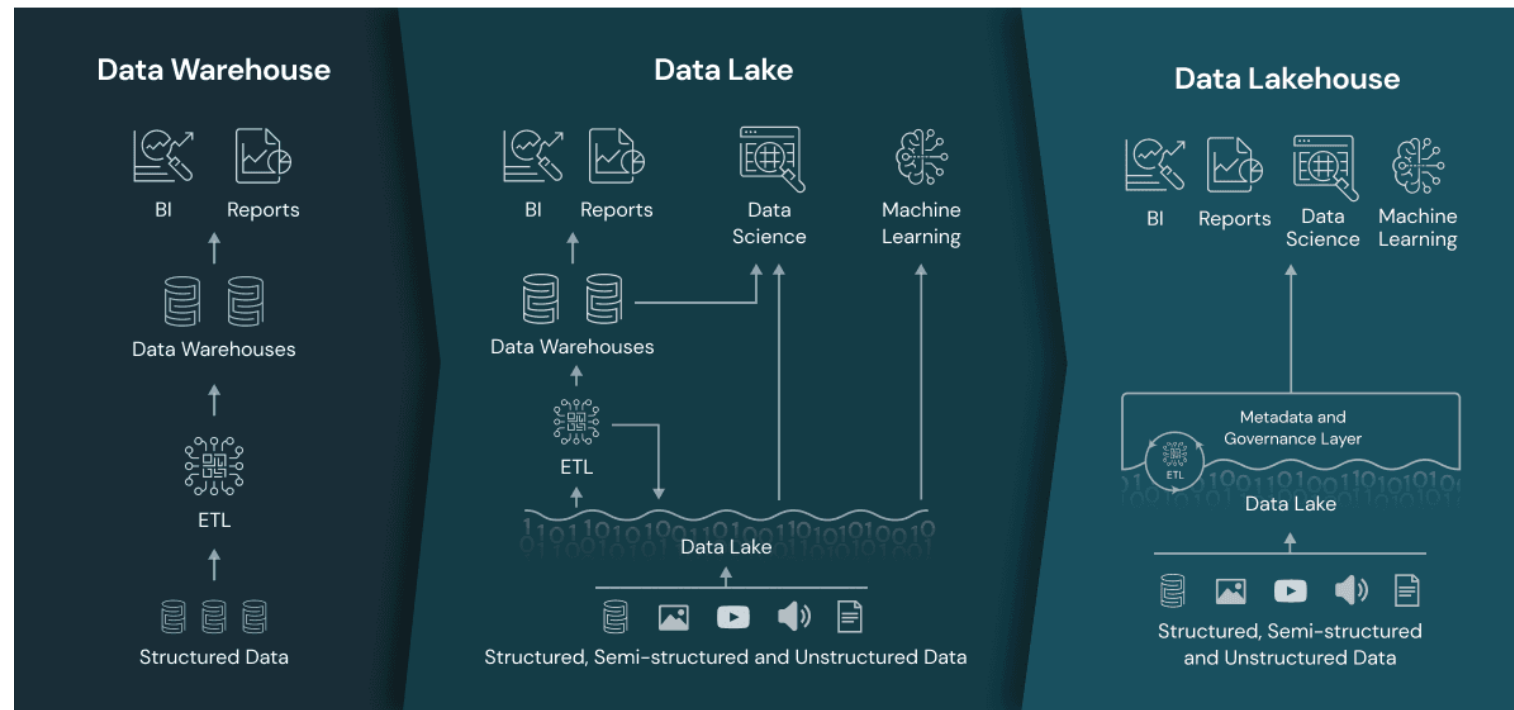 Data Warehouse
BI
Reports
Data Warehouses
ETL
Structured Data
Data Lake
BI
Reports
Data
Science
Machine
Learning
Data Warehouses
ETL
Data Lake
Structured, Semi-structured and Unstructured Data
Data Lakehouse
BI
Reports
Data
Science
Machine
Learning
Metadata and
Governance Layer
ETL
Data Lake
Structured, Semi-structured
and Unstructured Data